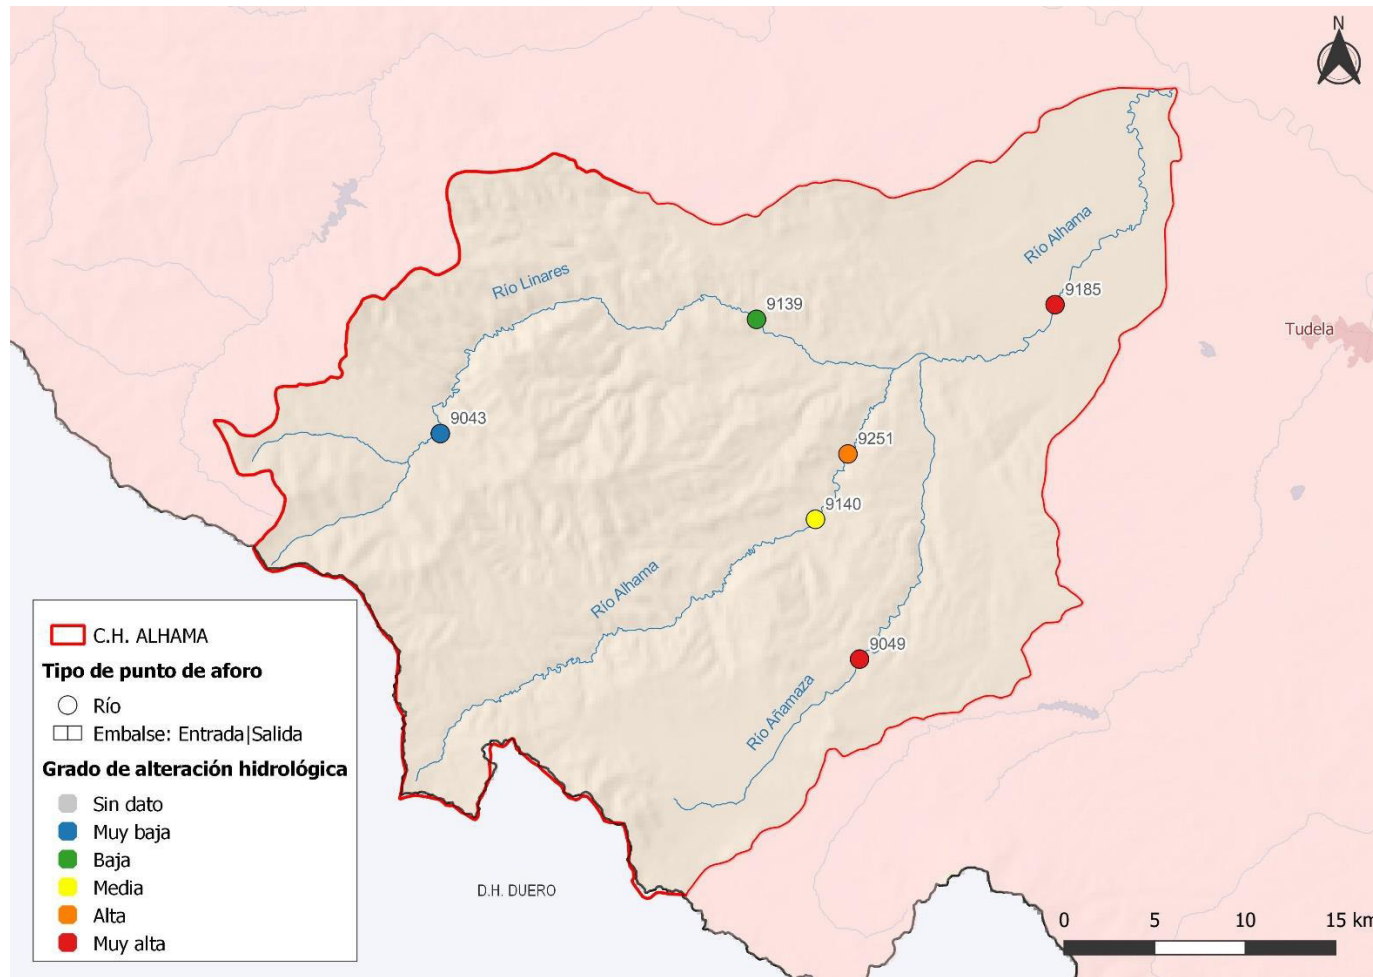 N
Río Alhama
Río Linares
9185
9139
Tudela
9043
9251
9140
Río Alhama
9049
Río Añamaza
C.H. ALHAMA
Tipo de punto de aforo
Río
Embalse: Entrada|Salida
Grado de alteración hidrológica
Sin dato
Muy baja
Baja
Media
Alta
Muy alta
D.H. DUERO
0 5 10 15 km